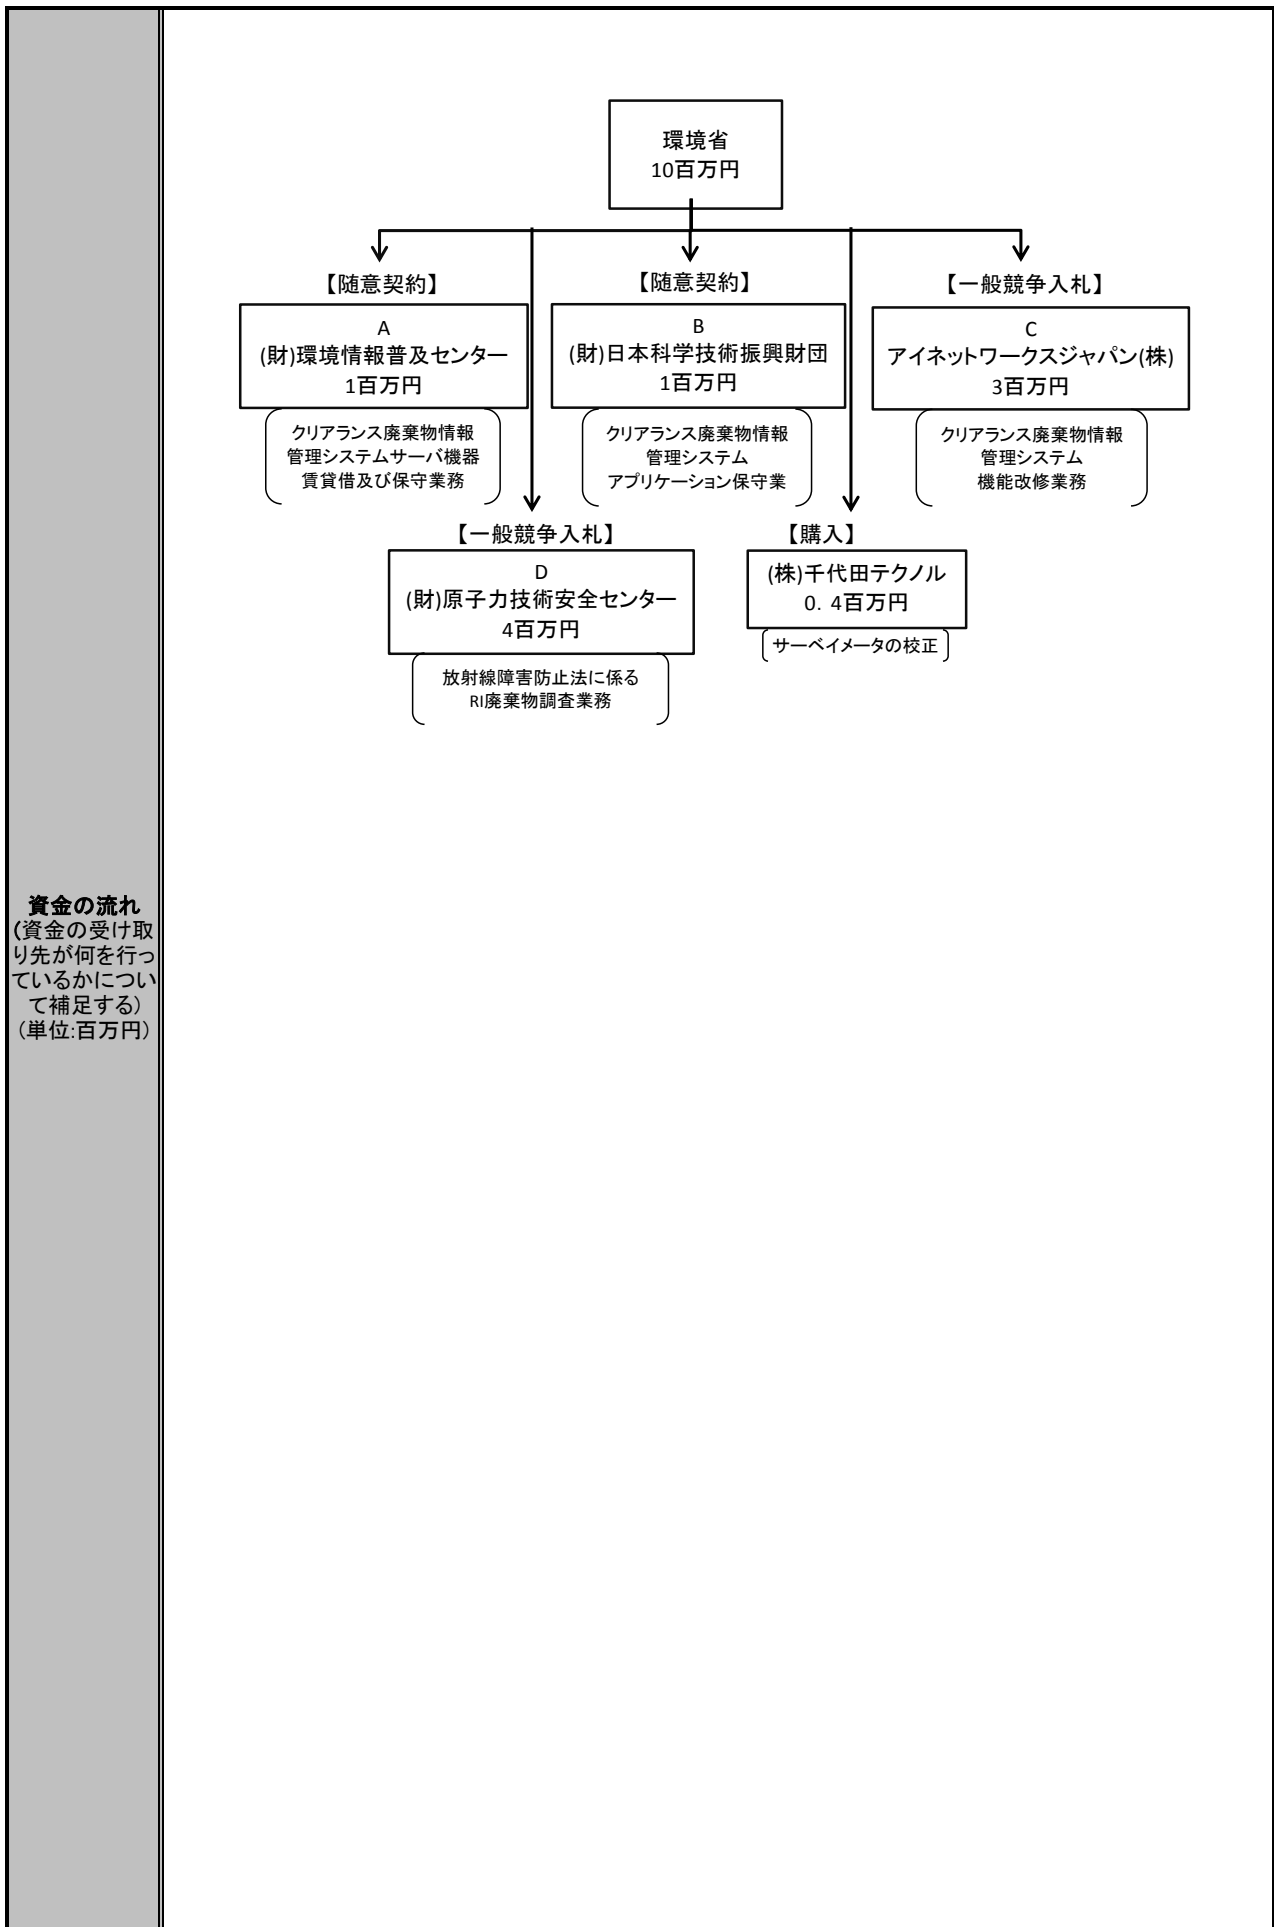 資金の流れ
(資金の受け取
り先が何を行っ
ているかについ
て補足する)
(単位:百万円)
環境省
10百万円
【随意契約】
A
(財)環境情報普及センター
1百万円
クリアランス廃棄物情報
管理システムサーバ機器
賃貸借及び保守業務
【随意契約】
B
(財)日本科学技術振興財団
1百万円
クリアランス廃棄物情報
管理システム
アプリケーション保守業
【一般競争入札】
C
アイネットワークスジャパン(株)
3百万円
クリアランス廃棄物情報
管理システム
機能改修業務
【一般競争入札】
D
(財)原子力技術安全センター
4百万円
放射線障害防止法に係る
RI廃棄物調査業務
【購入】
(株)千代田テクノル
0．4百万円
サーベイメータの校正